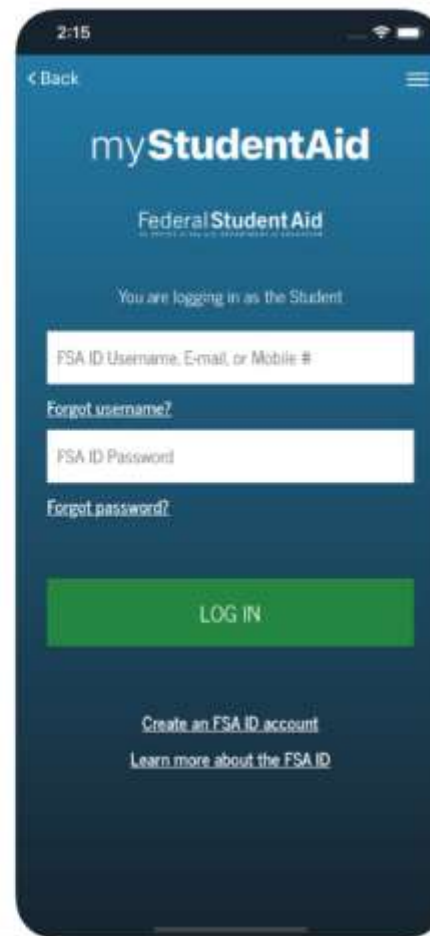 2:15
Back
myStudentAid
Federal Student Aid
You are logging in as the Student
FSA ID Username, E-mail, or Mobile #
Forgot username?
FSA ID Password
Forgot password?
LOG IN
Create an FSA ID account
Learn more about the FSA ID